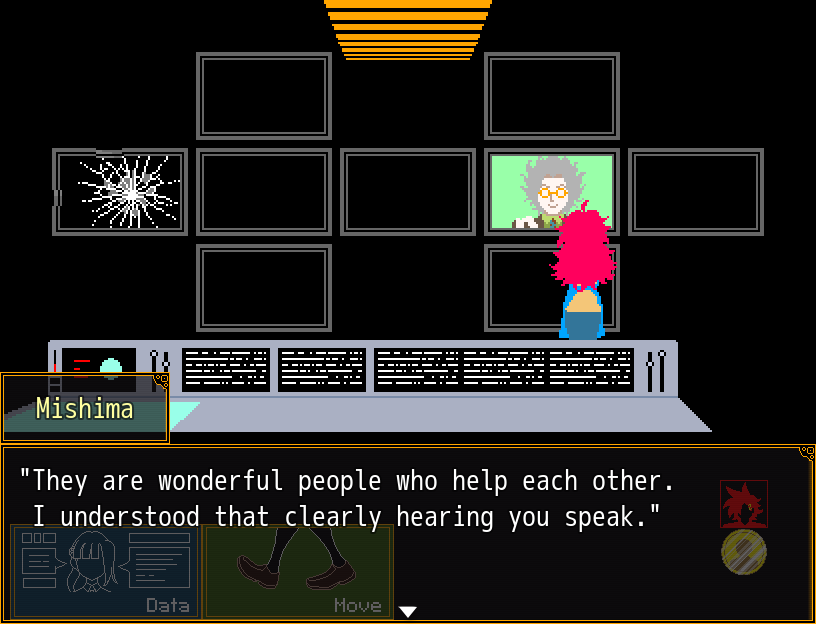 Mishima
"They are wonderful people who help each other.
I understood that clearly hearing you speak."
Data
Move